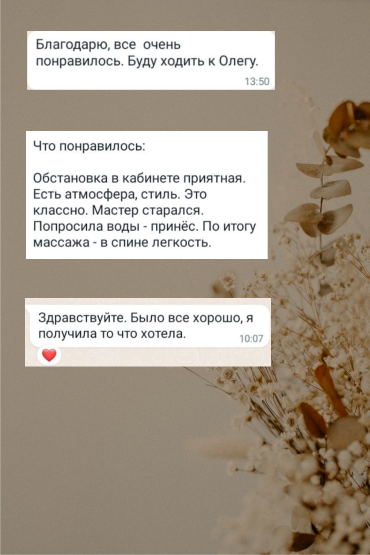 Благодарю, все очень
понравилось. Буду ходить к Олегу.
13:50
Что понравилось:
Обстановка в кабинете приятная.
Есть атмосфера, стиль. Это
классно. Мастер старался.
Попросила воды - принёс. По итогу
массажа - в спине легкость.
Здравствуйте. Было все хорошо, я
получила то что хотела.
10:07